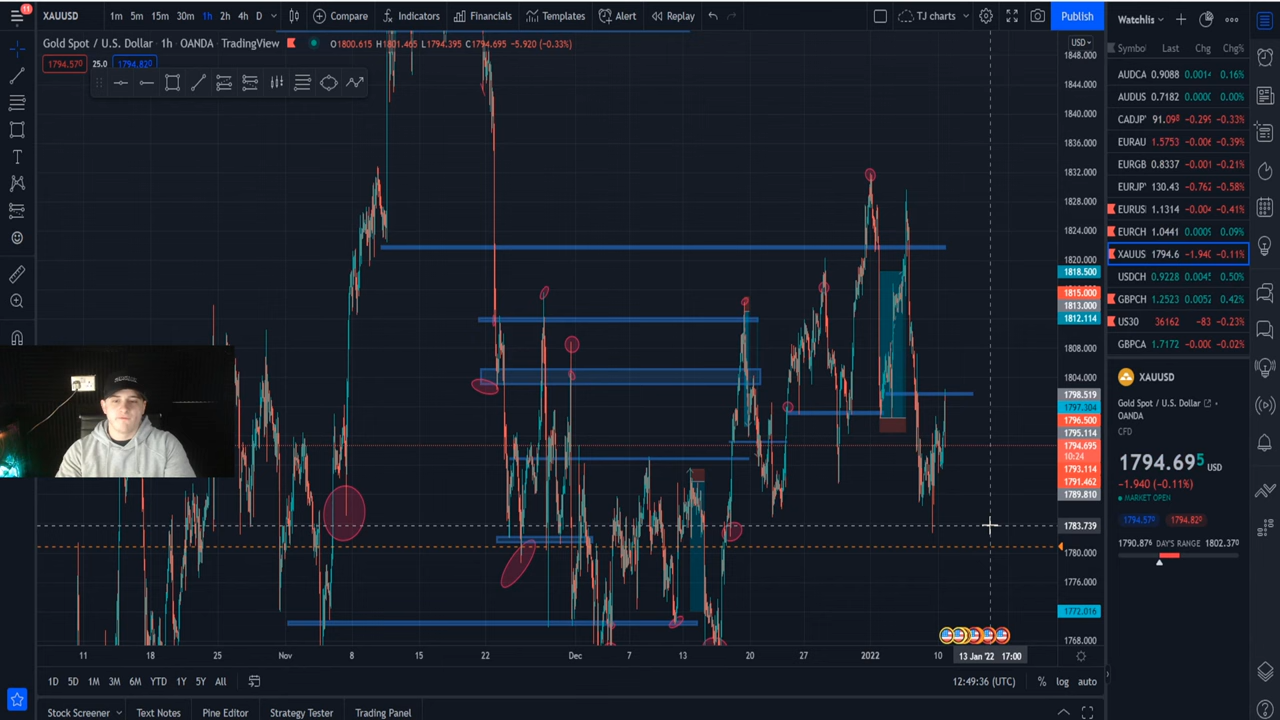 11
XAUUSD
1m 5m 15m 30m 1h 2h 4h D
Compare
Indicators
Financials
Templates
Alert
Replay
TJ charts
Publish
Watchlis
Gold Spot / U.S. Dollar • 1h OANDA TradingView
O1800.615 H1801.465 L1794.395 C1794.695 -5.920 (-0.33%)
1794.570 25.0 1794.820
USD
1848.000
1844.000
1840.000
1836.000
1832.000
1828.000
1824.000
1820.000
1818.500
1815.000
1813.000
1812.114
1808.000
1804.000
1798.519
1797.304
1796.500
1795.114
1794.695
10:24
1793.114
1791.462
1789.810
1783.739
1780.000
1776.000
1772.016
1768.000
Symbo Last Chg Chg%
AUDCA 0.9088 0.0014 0.16%
AUDUS 0.7182 0.0000 0.00%
CADJP 91.098 -0.299 -0.33%
EURAU 1.5753 -0.006 -0.39%
EURGB 0.8337 -0.001 -0.21%
EURJP 130.43 -0.762 -0.58%
EURUS 1.1314 -0.004 -0.41%
EURCH 1.0441 0.0009 0.09%
XAUUS 1794.6 -1.940 -0.11%
USDCH 0.9228 0.0045 0.50%
GBPCH 1.2523 0.0052 0.42%
US30 36162 -83 -0.23%
GBPCA 1.7172 -0.000 -0.02%
XAUUSD
Gold Spot / U.S. Dollar •
OANDA
CFD
1794.695 USD
-1.940 (-0.11%)
MARKET OPEN
1794.570 1794.820
1790.876 DAY'S RANGE 1802.370
11 18 25 Nov 8 15 22 Dec 7 13 20 27 2022 10 13 Jan '22 17:00
1D 5D 1M 3M 6M YTD 1Y 5Y All
12:49:36 (UTC) % log auto
Stock Screener Text Notes Pine Editor Strategy Tester Trading Panel